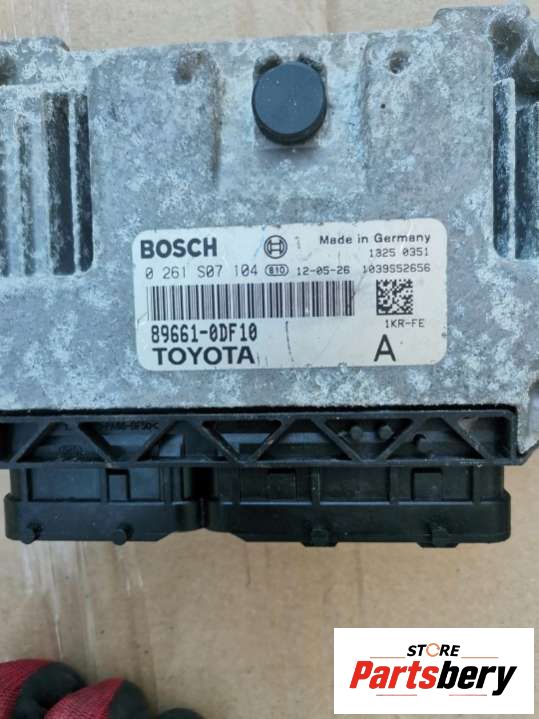 BOSCH Made in Germany
1325 0351
0 261 S07 104 810 12-05-26 1039S52656
89661-0DF10 1KR-FE
TOYOTA A
STORE
Partsbery